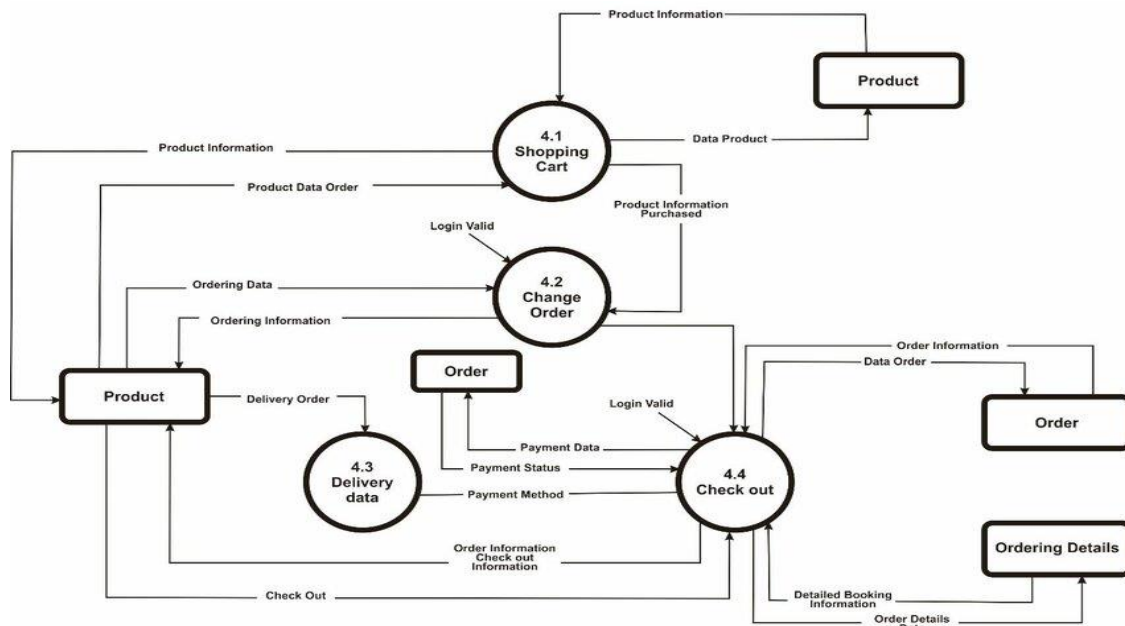 Product Information
Product
4.1
Shopping
Cart
Data Product
Product Information
Product Data Order
Product Information
Purchased
Login Valid
4.2
Change
Order
Ordering Data
Ordering Information
Order Information
Data Order
Order
Product
Delivery Order
Login Valid
Order
Payment Data
Payment Status
4.3
Delivery
data
Payment Method
4.4
Check out
Order Information
Check out
Information
Ordering Details
Check Out
Detailed Booking
Information
Order Details